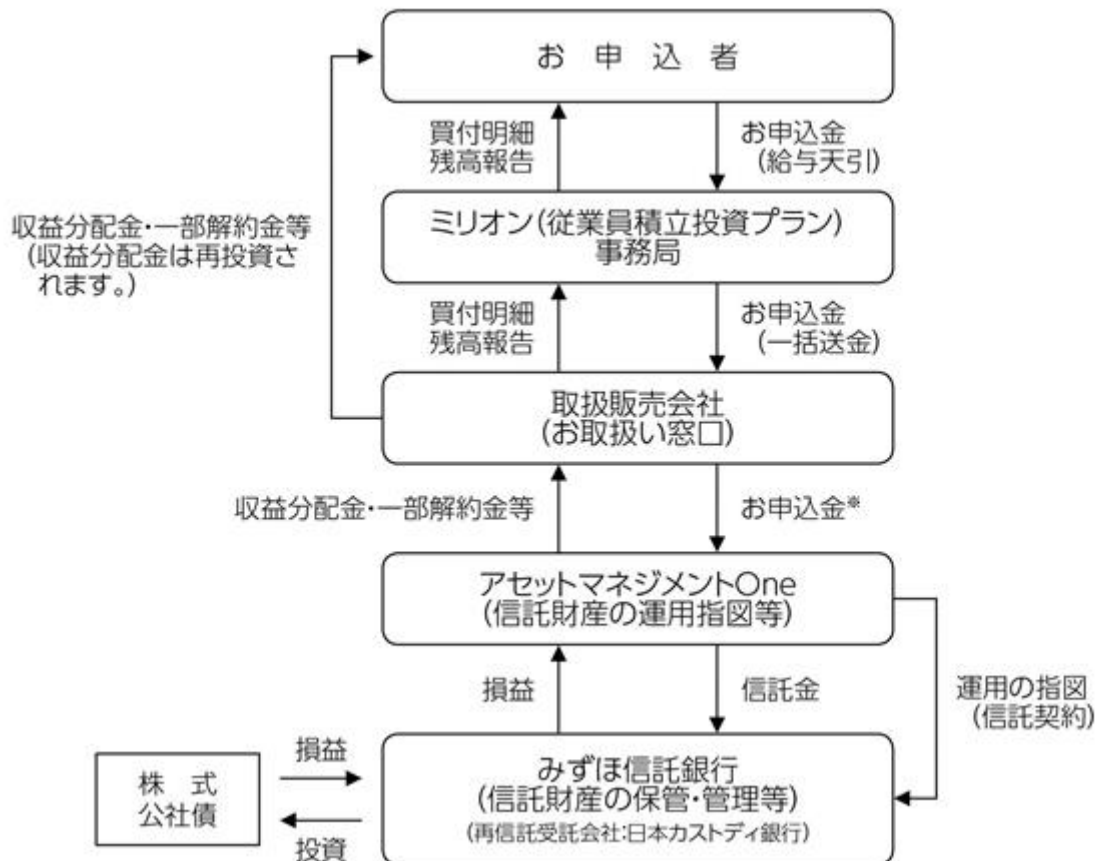 お申込者
買付明細
残高報告
お申込金
(給与天引)
収益分配金・一部解約金等
(収益分配金は再投資さ
れます。)
ミリオン(従業員積立投資プラン)
事務局
買付明細
残高報告
お申込金
(一括送金)
取扱販売会社
(お取扱い窓口)
収益分配金・一部解約金等
お申込金※
アセットマネジメントOne
(信託財産の運用指図等)
損益
信託金
運用の指図
(信託契約)
株式
公社債
損益
投資
みずほ信託銀行
(信託財産の保管・管理等)
(再信託受託会社:日本カストディ銀行)